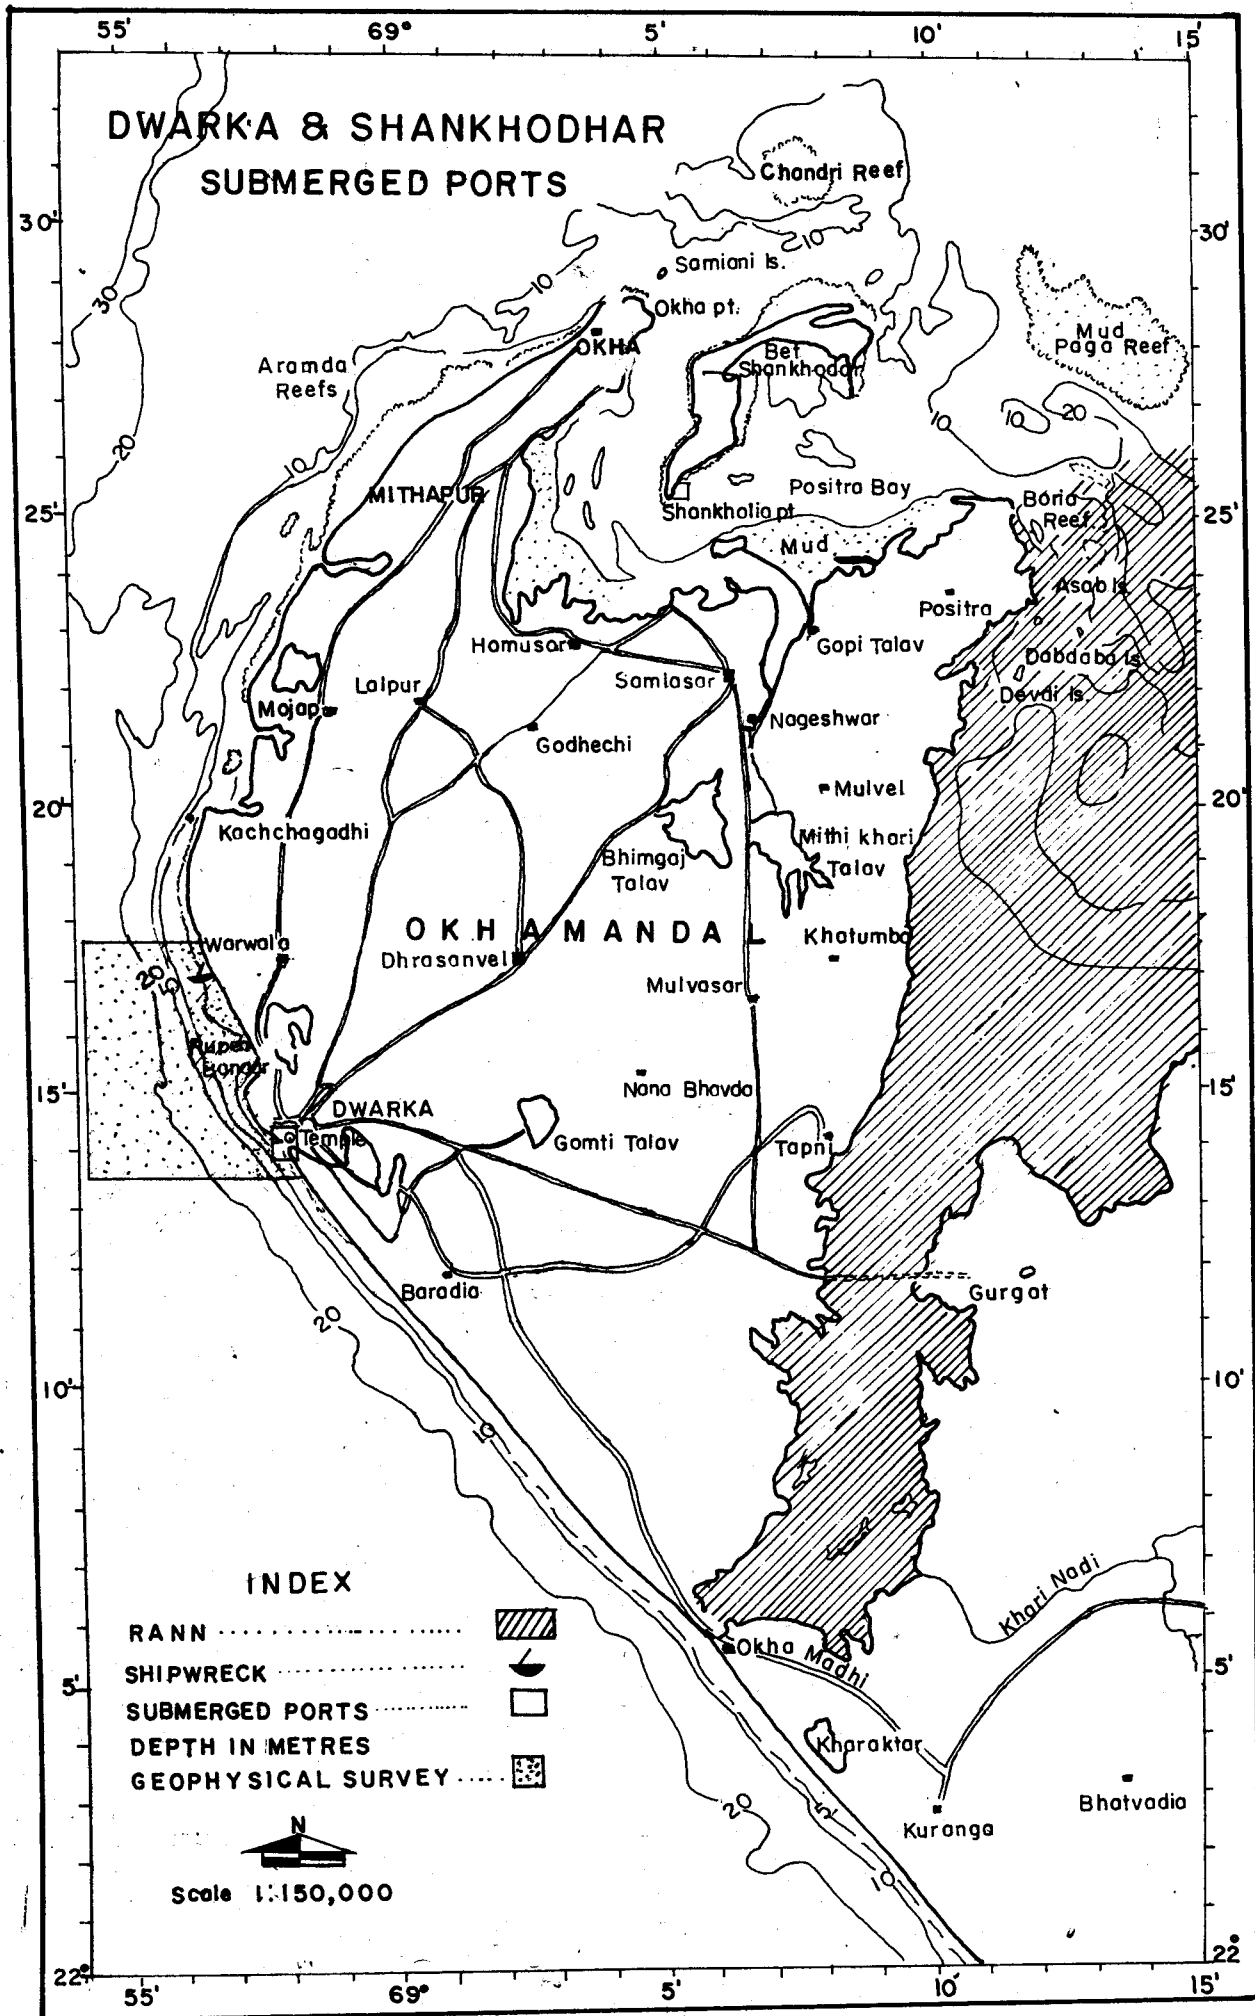 55'
69°
5'
10'
15'
DWARKA & SHANKHODHAR
SUBMERGED PORTS
Chandri Reef
30'
30'
10
Samiani Is.
10
30
Okha pt.
OKHA
Mud
Paga Reef
Bet
Shankhodar
Aramda
Reefs
10
10
20
20
10
MITHAPUR
Positra Bay
Shankholia pt
Boria
Reef
25'
25'
Mud
Asab Is.
Positra
Homusar
Gopi Talav
Dabdaba Is.
Samlasar
Lalpur
Devdi Is.
Mojap
Nageshwar
Godhechi
Mulvel
20'
20'
Kachchagadhi
Mithi khari
Talav
Bhimgaj
Talav
OKHAMANDAL
Khatumba
Warwala
Dhrasanvel
20
5
Mulvasar
Rupen
Bandar
15'
15'
Nana Bhavda
DWARKA
Temple
Gomti Talav
Tapni
Baradia
Gurgat
20
10'
10'
10
INDEX
Khari Nadi
RANN
Okha Madhi
SHIPWRECK
5'
5'
SUBMERGED PORTS
DEPTH IN METRES
Kharaktar
GEOPHYSICAL SURVEY
20
5
Bhatvadia
Kuranga
N
10
Scale 1:150,000
22°
22°
55'
69°
5'
10'
15'